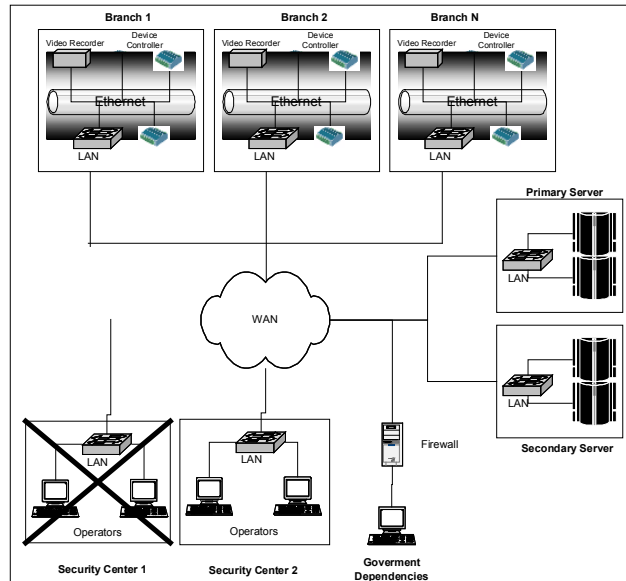 Branch 1
Branch 2
Branch N
Video Recorder
Device
Controller
Video Recorder
Device
Controller
Video Recorder
Device
Controller
Ethernet
Ethernet
Ethernet
LAN
LAN
LAN
Primary Server
LAN
WAN
LAN
Secondary Server
Firewall
LAN
LAN
Operators
Operators
Security Center 1
Security Center 2
Goverment
Dependencies